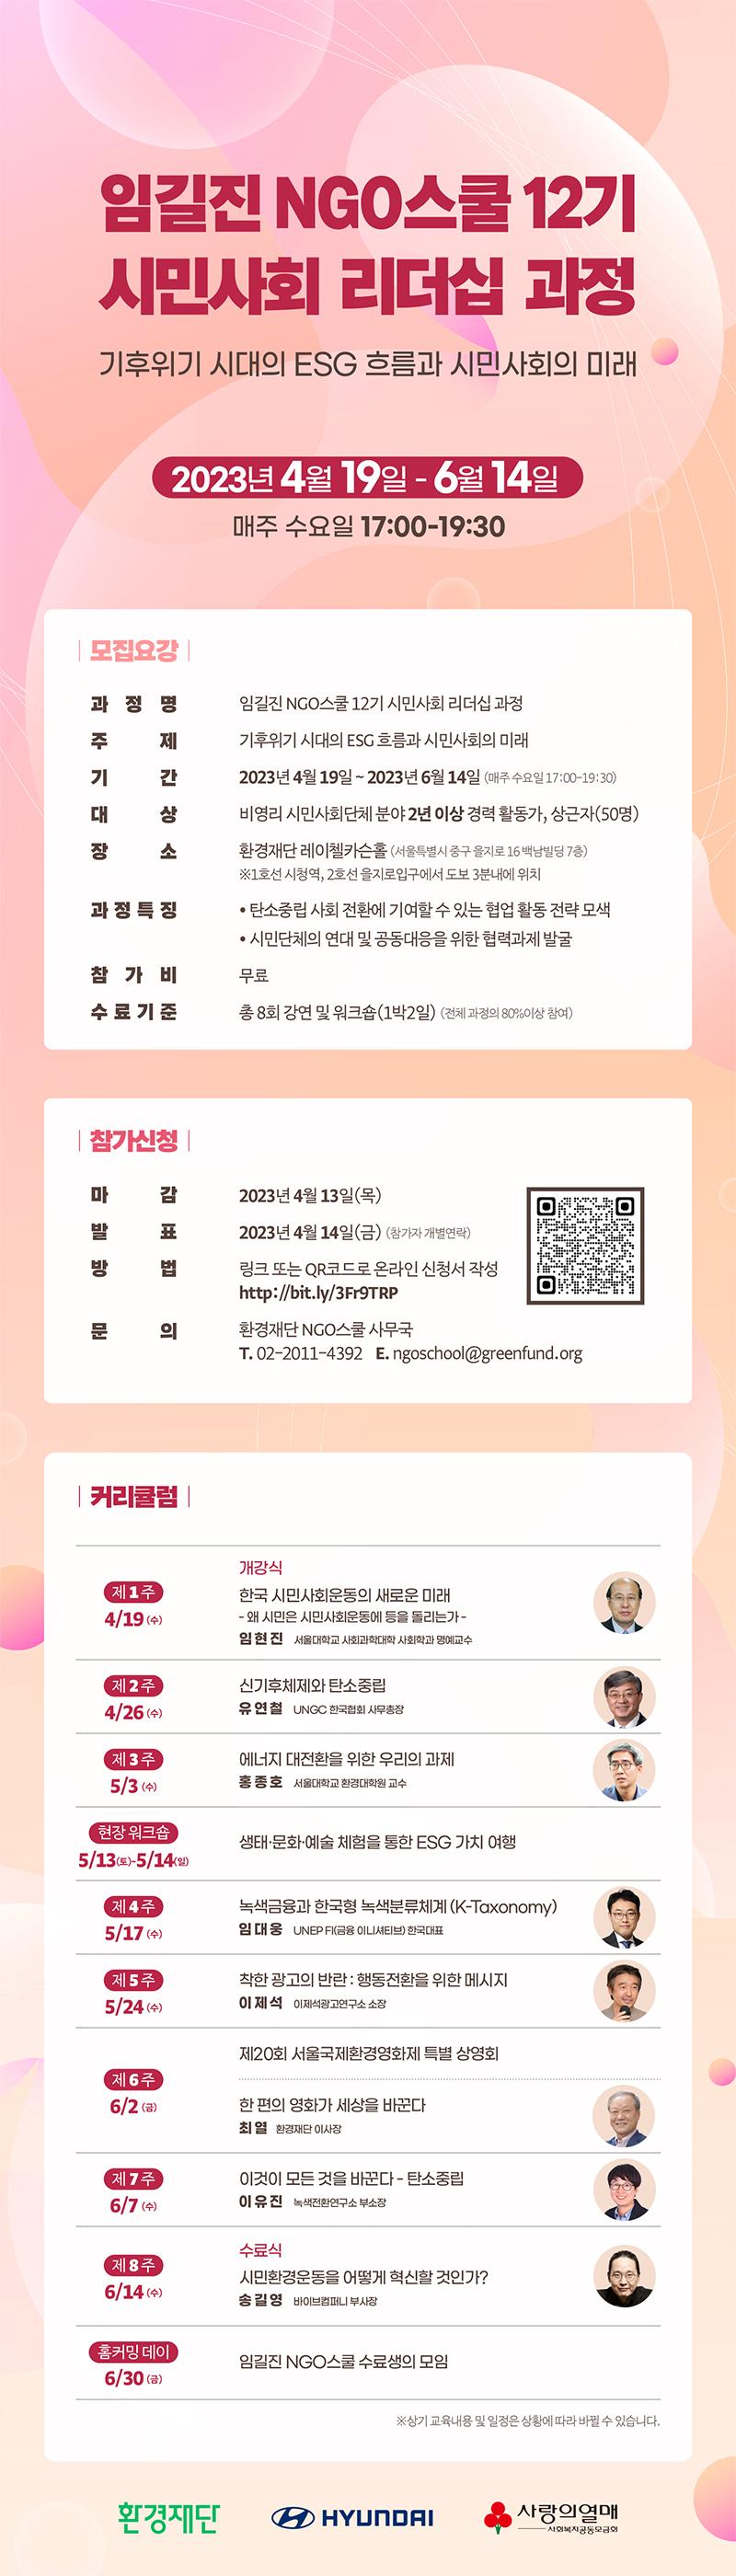 임길진 NGO스쿨 12기
시민사회 리더십 과정
기후위기 시대의 ESG 흐름과 시민사회의 미래
2023년 4월 19일 - 6월 14일
매주 수요일 17:00-19:30
모집요강
과정명 임길진 NGO스쿨 12기 시민사회 리더십 과정
주제 기후위기 시대의 ESG 흐름과 시민사회의 미래
기간 2023년 4월 19일 ~ 2023년 6월 14일 (매주 수요일 17:00-19:30)
대상 비영리 시민사회단체 분야 2년 이상 경력 활동가, 상근자(50명)
장소 환경재단 레이첼카슨홀 (서울특별시 중구 을지로 16 백남빌딩 7층)
※1호선 시청역, 2호선 을지로입구에서 도보 3분내에 위치
과정특징 • 탄소중립 사회 전환에 기여할 수 있는 협업 활동 전략 모색
• 시민단체의 연대 및 공동대응을 위한 협력과제 발굴
참가비 무료
수료기준 총 8회 강연 및 워크숍(1박2일) (전체 과정의 80%이상 참여)
참가신청
마감 2023년 4월 13일(목)
발표 2023년 4월 14일(금) (참가자 개별연락)
방법 링크 또는 QR코드로 온라인 신청서 작성
http://bit.ly/3Fr9TRP
문의 환경재단 NGO스쿨 사무국
T. 02-2011-4392 E. ngoschool@greenfund.org
커리큘럼
개강식
제1주 한국 시민사회운동의 새로운 미래
4/19 (수) - 왜 시민은 시민사회운동에 등을 돌리는가 -
임현진 서울대학교 사회과학대학 사회학과 명예교수
제2주 신기후체제와 탄소중립
4/26 (수) 유연철 UNGC 한국협회 사무총장
제3주 에너지 대전환을 위한 우리의 과제
5/3 (수) 홍종호 서울대학교 환경대학원 교수
현장 워크숍 생태·문화·예술 체험을 통한 ESG 가치 여행
5/13(토)-5/14(일)
제4주 녹색금융과 한국형 녹색분류체계 (K-Taxonomy)
5/17 (수) 임대웅 UNEP FI(금융 이니셔티브) 한국대표
제5주 착한 광고의 반란 : 행동전환을 위한 메시지
5/24 (수) 이제석 이제석광고연구소 소장
제20회 서울국제환경영화제 특별 상영회
제6주
6/2 (금) 한 편의 영화가 세상을 바꾼다
최열 환경재단 이사장
제7주 이것이 모든 것을 바꾼다 - 탄소중립
6/7 (수) 이유진 녹색전환연구소 부소장
수료식
제8주 시민환경운동을 어떻게 혁신할 것인가?
6/14 (수) 송길영 바이브컴퍼니 부사장
홈커밍 데이 임길진 NGO스쿨 수료생의 모임
6/30 (금)
※상기 교육내용 및 일정은 상황에 따라 바뀔 수 있습니다.
환경재단 HYUNDAI 사랑의열매
사회복지공동모금회